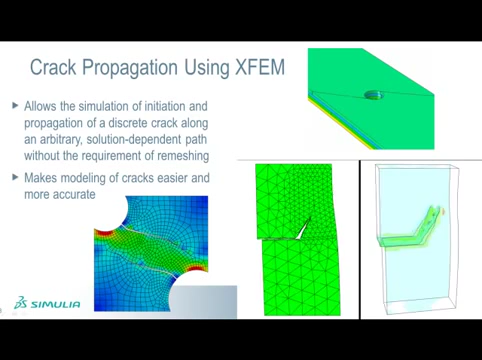 Crack Propagation Using XFEM
Allows the simulation of initiation and
propagation of a discrete crack along
an arbitrary, solution-dependent path
without the requirement of remeshing
Makes modeling of cracks easier and
more accurate
SIMULIA